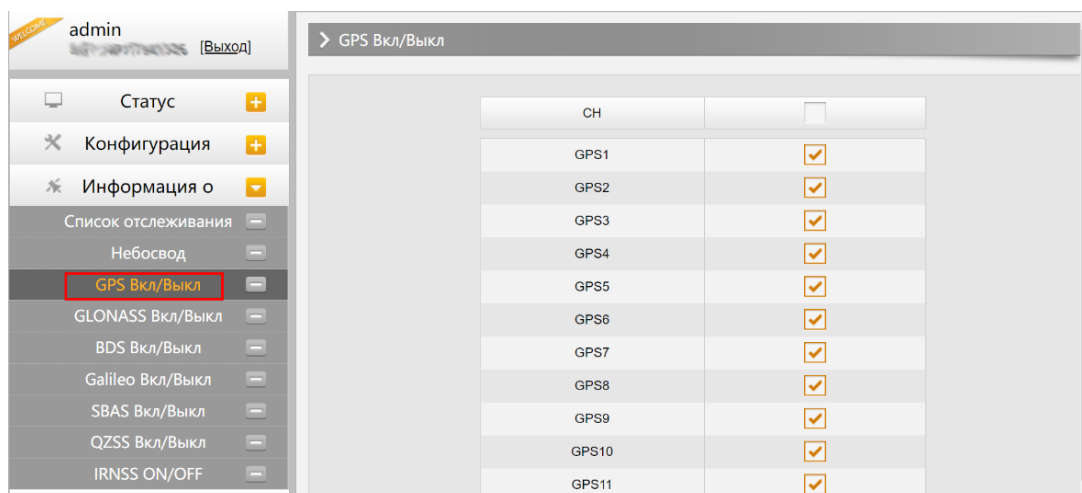 WELCOME
admin
[Выход]
Статус
Конфигурация
Информация о
Список отслеживания
Небосвод
GPS Вкл/Выкл
GLONASS Вкл/Выкл
BDS Вкл/Выкл
Galileo Вкл/Выкл
SBAS Вкл/Выкл
QZSS Вкл/Выкл
IRNSS ON/OFF
GPS Вкл/Выкл
CH
GPS1
GPS2
GPS3
GPS4
GPS5
GPS6
GPS7
GPS8
GPS9
GPS10
GPS11